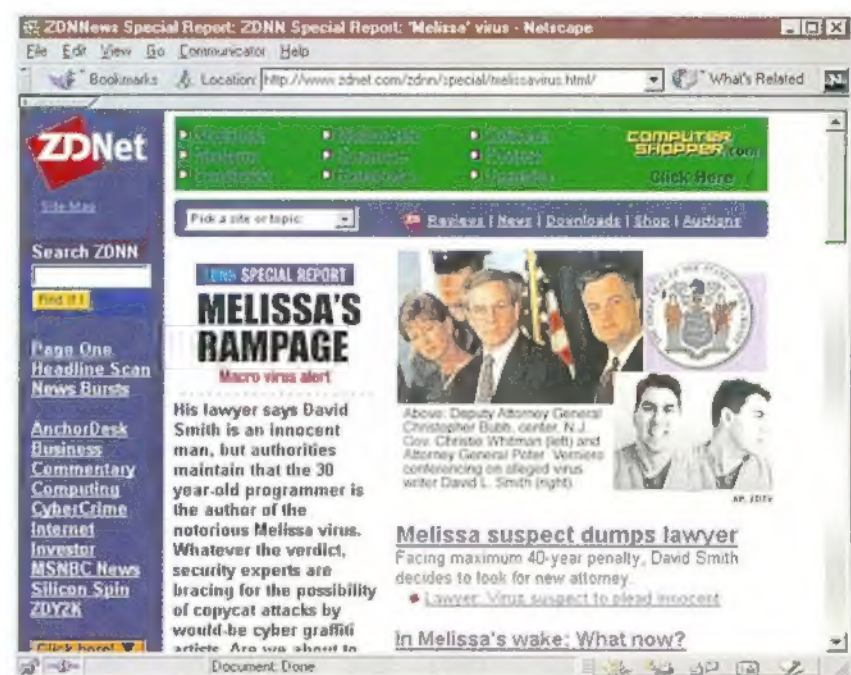 ZDNNews Special Report: ZDNN Special Report: 'Melissa' virus - Netscape
File Edit View Go Communicator Help
Bookmarks Location: http://www.zdnet.com/zdnn/special/melissavirus.html/ What's Related
ZDNet
Site Map
COMPUTER
SHOPPER.com
Click Here
Pick a site or topic:
Reviews | News | Downloads | Shop | Auctions
Search ZDNN
Find It!
Page One
Headline Scan
News Bursts
AnchorDesk
Business
Commentary
Computing
CyberCrime
Internet
Investor
MSNBC News
Silicon Spin
ZDY2K
Click here!
ZDNN SPECIAL REPORT
MELISSA'S
RAMPAGE
Macro virus alert
His lawyer says David
Smith is an innocent
man, but authorities
maintain that the 30
year-old programmer is
the author of the
notorious Melissa virus.
Whatever the verdict,
security experts are
bracing for the possibility
of copycat attacks by
would-be cyber graffiti
artists. Are we about to
Above: Deputy Attorney General
Christopher Bubb, center, N.J.
Gov. Christie Whitman (left) and
Attorney General Peter Verniero
conferencing on alleged virus
writer David L. Smith (right).
Melissa suspect dumps lawyer
Facing maximum 40-year penalty, David Smith
decides to look for new attorney.
Lawyer: Virus suspect to plead innocent
In Melissa's wake: What now?
Document: Done